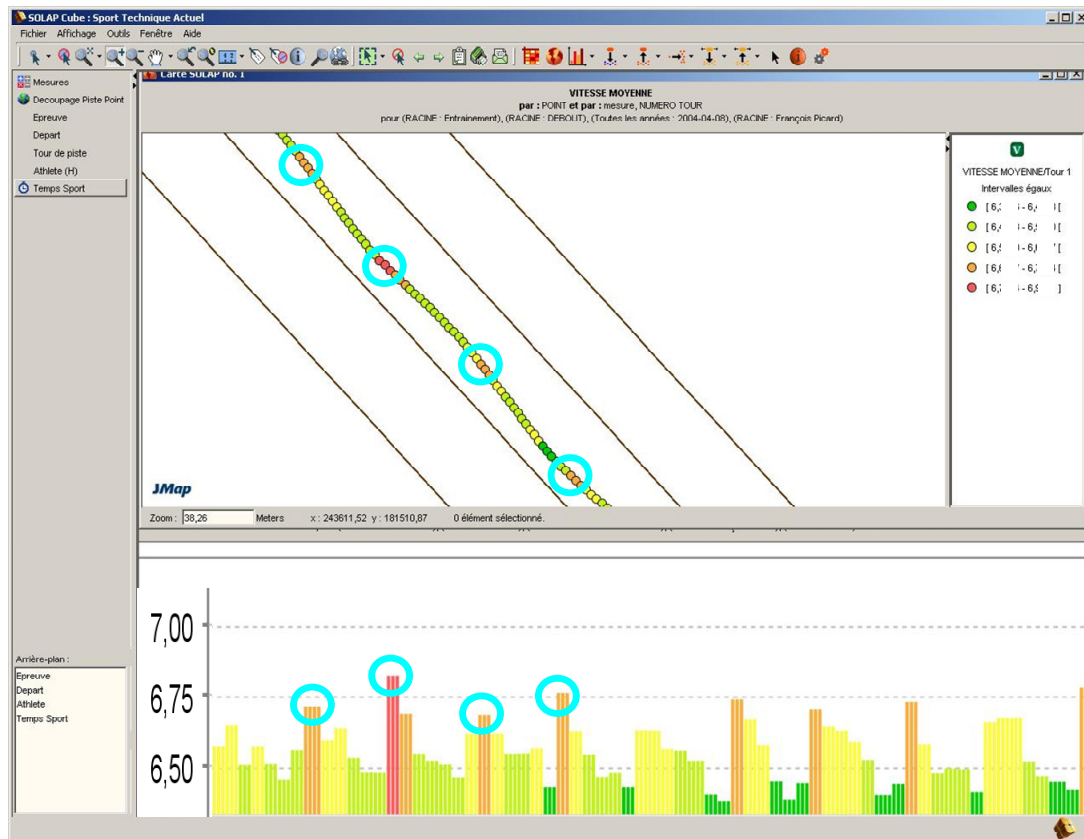 SOLAP Cube : Sport Technique Actuel
Fichier Affichage Outils Fenêtre Aide
Mesures
Decoupage Piste Point
Epreuve
Depart
Tour de piste
Athlete (H)
Temps Sport
Carte SOLAP no. 1
VITESSE MOYENNE
par : POINT et par : mesure, NUMERO TOUR
pour (RACINE : Entrainement), (RACINE : DEBOUT), (Toutes les années : 2004-04-08), (RACINE : François Picard)
V
VITESSE MOYENNE/Tour 1
Intervalles égaux
JMap
Zoom : 38,26 Meters x : 243611,52 y : 181510,87 0 élément sélectionné.
7,00
6,75
6,50
Arrière-plan :
Epreuve
Depart
Athlete
Temps Sport